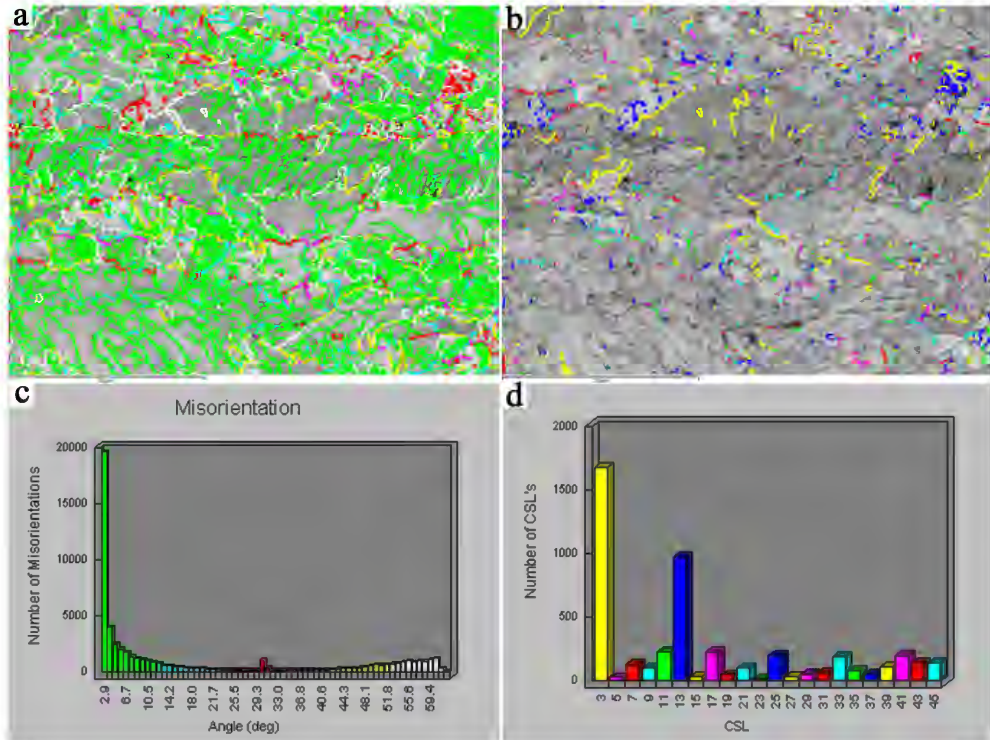 a
b
c
Misorientation
Number of Misorientations
20000
15000
10000
5000
0
2.9 6.7 10.5 14.2 18.0 21.7 25.5 29.3 33.0 36.8 40.6 44.3 48.1 51.8 55.6 59.4
Angle (deg)
d
Number of CSL's
2000
1500
1000
500
0
3 5 7 9 11 13 15 17 19 21 23 25 27 29 31 33 35 37 39 41 43 45
CSL